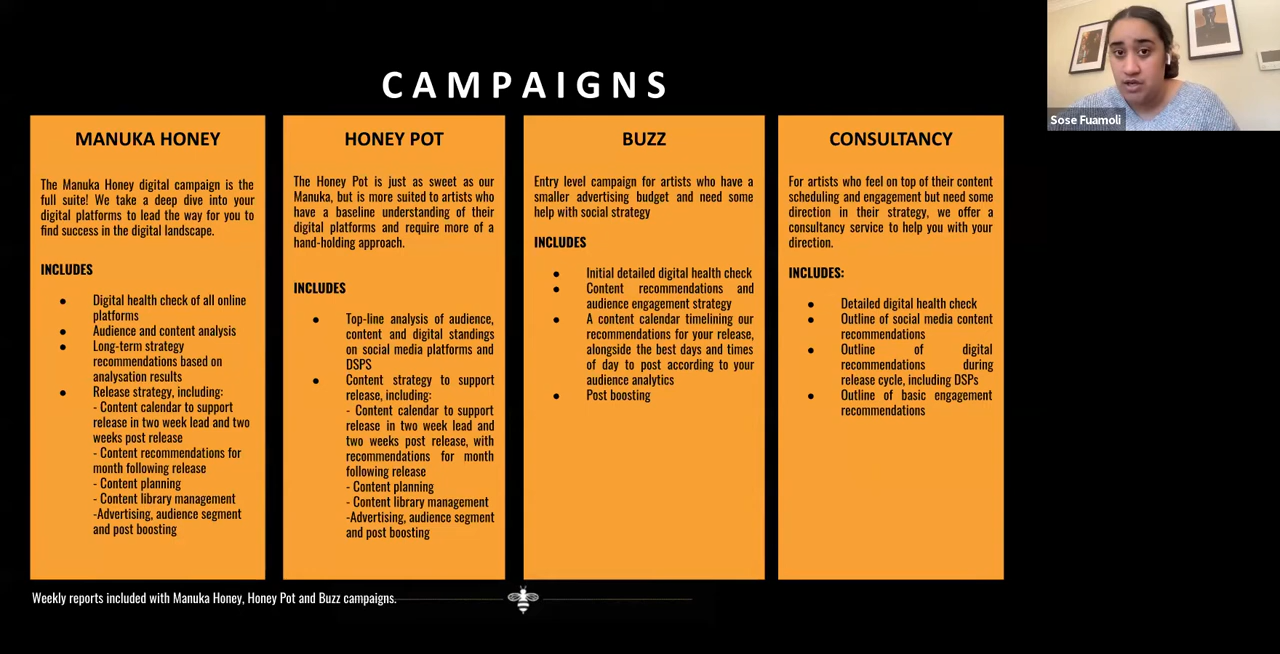 CAMPAIGNS
MANUKA HONEY
The Manuka Honey digital campaign is the
full suite! We take a deep dive into your
digital platforms to lead the way for you to
find success in the digital landscape.
INCLUDES
● Digital health check of all online
platforms
● Audience and content analysis
● Long-term strategy
recommendations based on
analysation results
● Release strategy, including:
- Content calendar to support
release in two week lead and two
weeks post release
- Content recommendations for
month following release
- Content planning
- Content library management
-Advertising, audience segment
and post boosting
HONEY POT
The Honey Pot is just as sweet as our
Manuka, but is more suited to artists who
have a baseline understanding of their
digital platforms and require more of a
hand-holding approach.
INCLUDES
● Top-line analysis of audience,
content and digital standings
on social media platforms and
DSPS
● Content strategy to support
release, including:
- Content calendar to support
release in two week lead and
two weeks post release, with
recommendations for month
following release
- Content planning
- Content library management
-Advertising, audience segment
and post boosting
BUZZ
Entry level campaign for artists who have a
smaller advertising budget and need some
help with social strategy
INCLUDES
● Initial detailed digital health check
● Content recommendations and
audience engagement strategy
● A content calendar timelining our
recommendations for your release,
alongside the best days and times
of day to post according to your
audience analytics
● Post boosting
CONSULTANCY
For artists who feel on top of their content
scheduling and engagement but need some
direction in their strategy, we offer a
consultancy service to help you with your
direction.
INCLUDES:
● Detailed digital health check
● Outline of social media content
recommendations
● Outline of digital
recommendations during
release cycle, including DSPs
● Outline of basic engagement
recommendations
Weekly reports included with Manuka Honey, Honey Pot and Buzz campaigns.
Sose Fuamoli